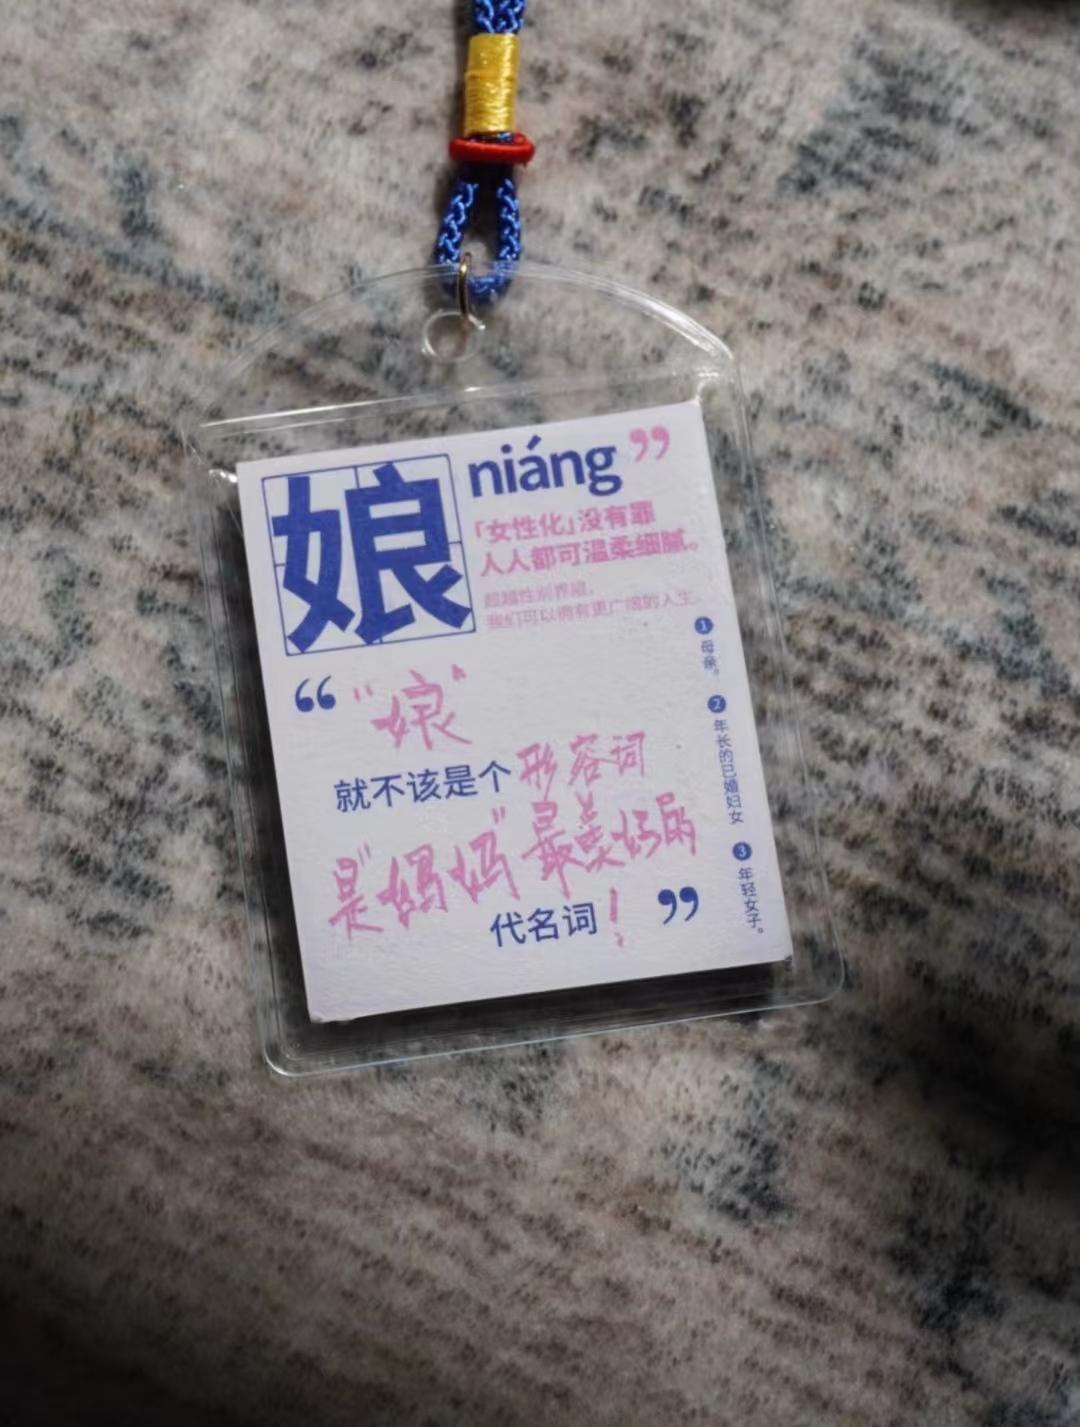 娘
niáng ”
「女性化」没有罪
人人都可温柔细腻。
超越性别界限，
我们可以拥有更广阔的人生。
“ “娘”
就不该是个形容词
是“妈妈”最美好的
代名词！ ”
❶ 母亲。
❷ 年长的已婚妇女
❸ 年轻女子。